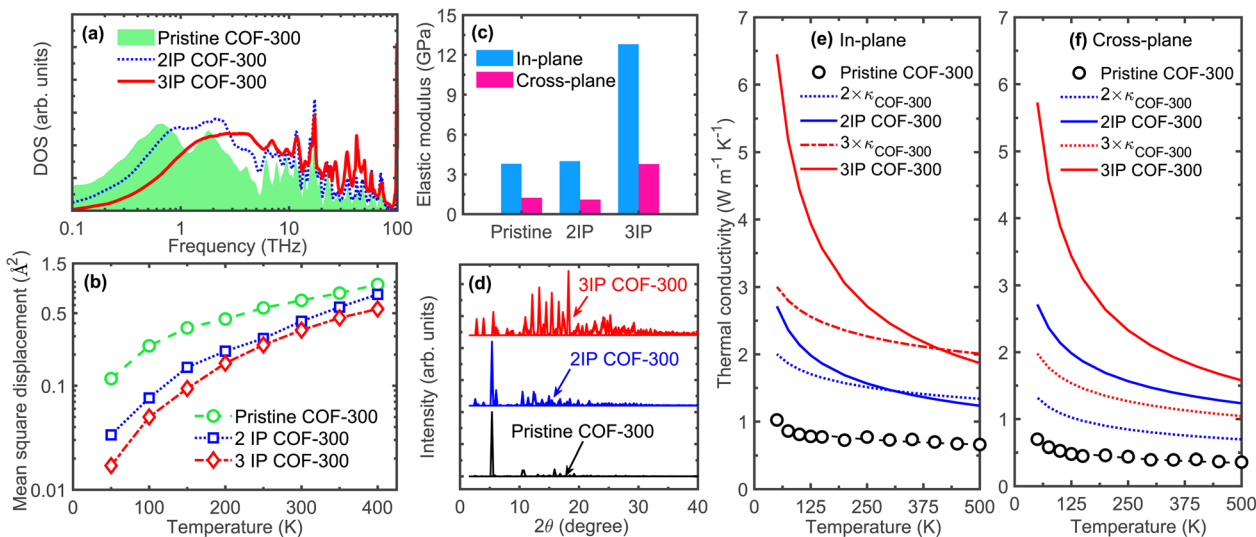 (a)
Pristine COF-300
2IP COF-300
3IP COF-300
DOS (arb. units)
0.1
1
10
100
Frequency (THz)
(b)
Mean square displacement (Å²)
1.5
0.5
0.1
0.01
Pristine COF-300
2 IP COF-300
3 IP COF-300
50 100 150 200 250 300 350 400
Temperature (K)
(c)
In-plane
Cross-plane
Elastic modulus (GPa)
15
12
9
6
3
0
Pristine 2IP 3IP
(d)
3IP COF-300
2IP COF-300
Pristine COF-300
Intensity (arb. units)
0 10 20 30 40
2θ (degree)
(e) In-plane
Pristine COF-300
2×κCOF-300
2IP COF-300
3×κCOF-300
3IP COF-300
Thermal conductivity (W m⁻¹ K⁻¹)
7
6
5
4
3
2
1
0
0 125 250 375 500
Temperature (K)
(f) Cross-plane
Pristine COF-300
2×κCOF-300
2IP COF-300
3×κCOF-300
3IP COF-300
7
6
5
4
3
2
1
0
0 125 250 375 500
Temperature (K)